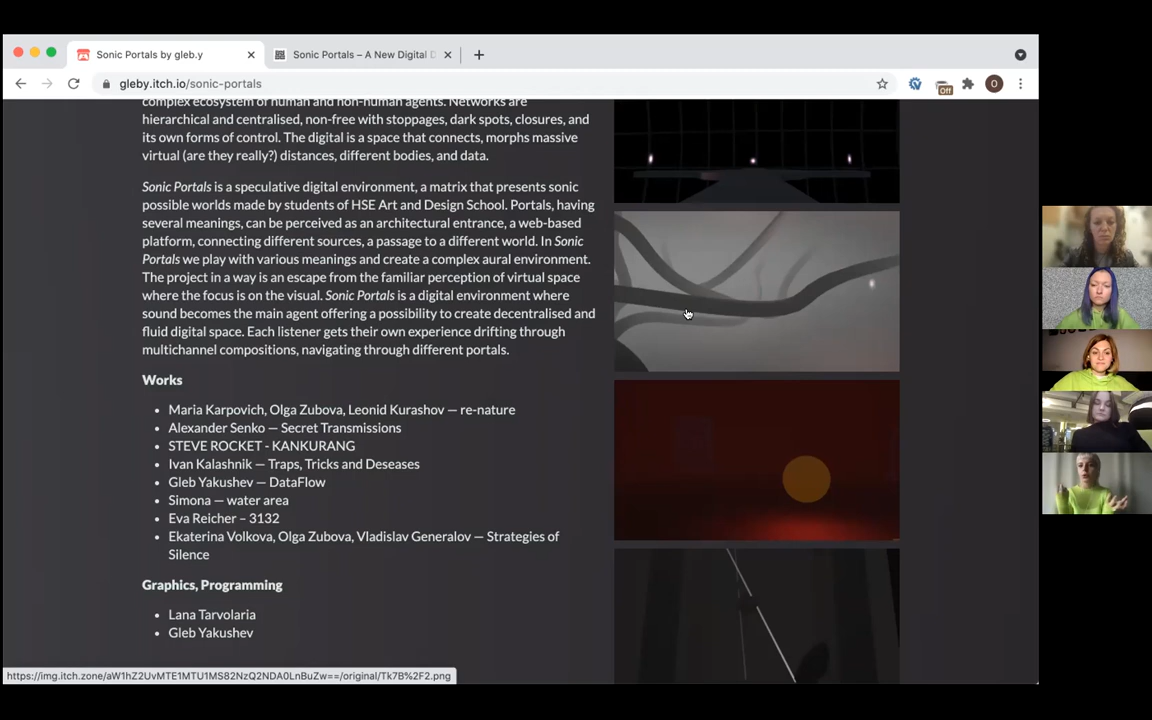 Sonic Portals by gleb.y
Sonic Portals – A New Digital D
gleby.itch.io/sonic-portals
Off
O
complex ecosystem of human and non-human agents. Networks are
hierarchical and centralised, non-free with stoppages, dark spots, closures, and
its own forms of control. The digital is a space that connects, morphs massive
virtual (are they really?) distances, different bodies, and data.
Sonic Portals is a speculative digital environment, a matrix that presents sonic
possible worlds made by students of HSE Art and Design School. Portals, having
several meanings, can be perceived as an architectural entrance, a web-based
platform, connecting different sources, a passage to a different world. In Sonic
Portals we play with various meanings and create a complex aural environment.
The project in a way is an escape from the familiar perception of virtual space
where the focus is on the visual. Sonic Portals is a digital environment where
sound becomes the main agent offering a possibility to create decentralised and
fluid digital space. Each listener gets their own experience drifting through
multichannel compositions, navigating through different portals.
Works
Maria Karpovich, Olga Zubova, Leonid Kurashov — re-nature
Alexander Senko — Secret Transmissions
STEVE ROCKET - KANKURANG
Ivan Kalashnik — Traps, Tricks and Deseases
Gleb Yakushev — DataFlow
Simona — water area
Eva Reicher – 3132
Ekaterina Volkova, Olga Zubova, Vladislav Generalov — Strategies of
Silence
Graphics, Programming
Lana Tarvolaria
Gleb Yakushev
https://img.itch.zone/aW1hZ2UvMTE1MTU1MS82NzQ2NDA0LnBuZw==/original/Tk7B%2F2.png